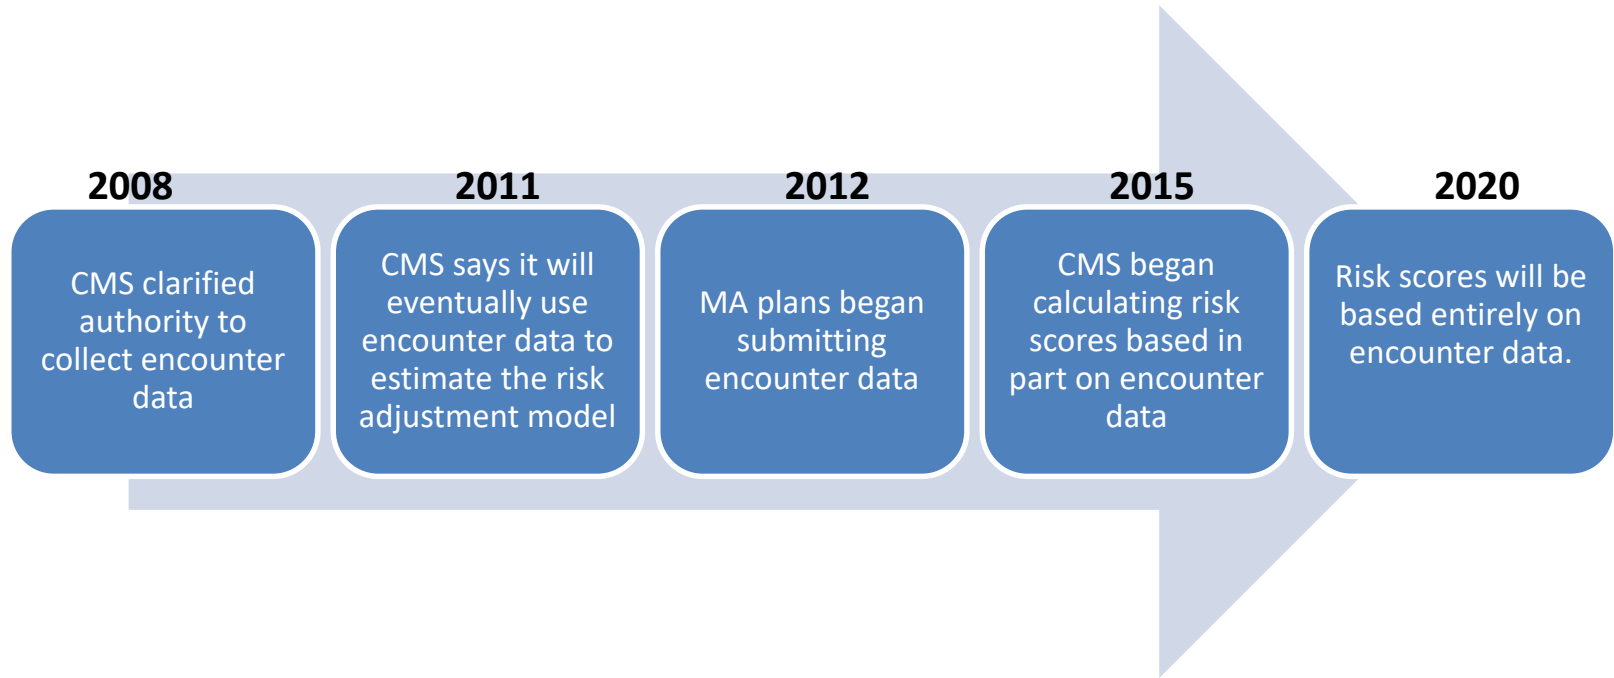 2008
CMS clarified
authority to
collect encounter
data
2011
CMS says it will
eventually use
encounter data to
estimate the risk
adjustment model
2012
MA plans began
submitting
encounter data
2015
CMS began
calculating risk
scores based in
part on encounter
data
2020
Risk scores will be
based entirely on
encounter data.